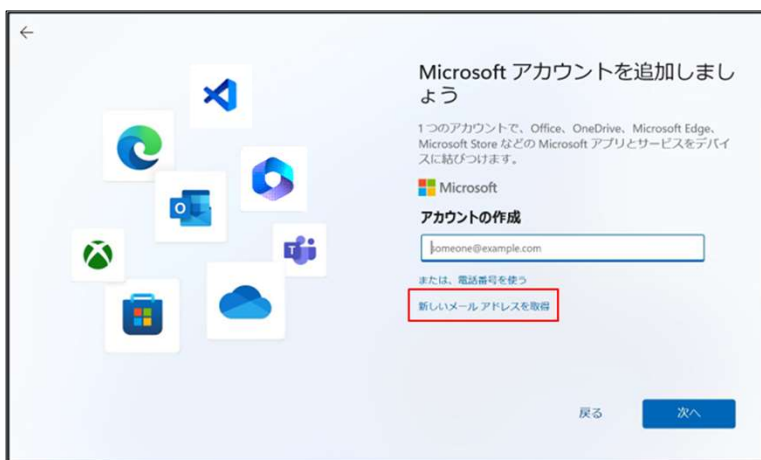 Microsoft アカウントを追加しまし
ょう
1 つのアカウントで、Office、OneDrive、Microsoft Edge、
Microsoft Store などの Microsoft アプリとサービスをデバイ
スに結びつけます。
Microsoft
アカウントの作成
someone@example.com
または、電話番号を使う
新しいメール アドレスを取得
戻る
次へ